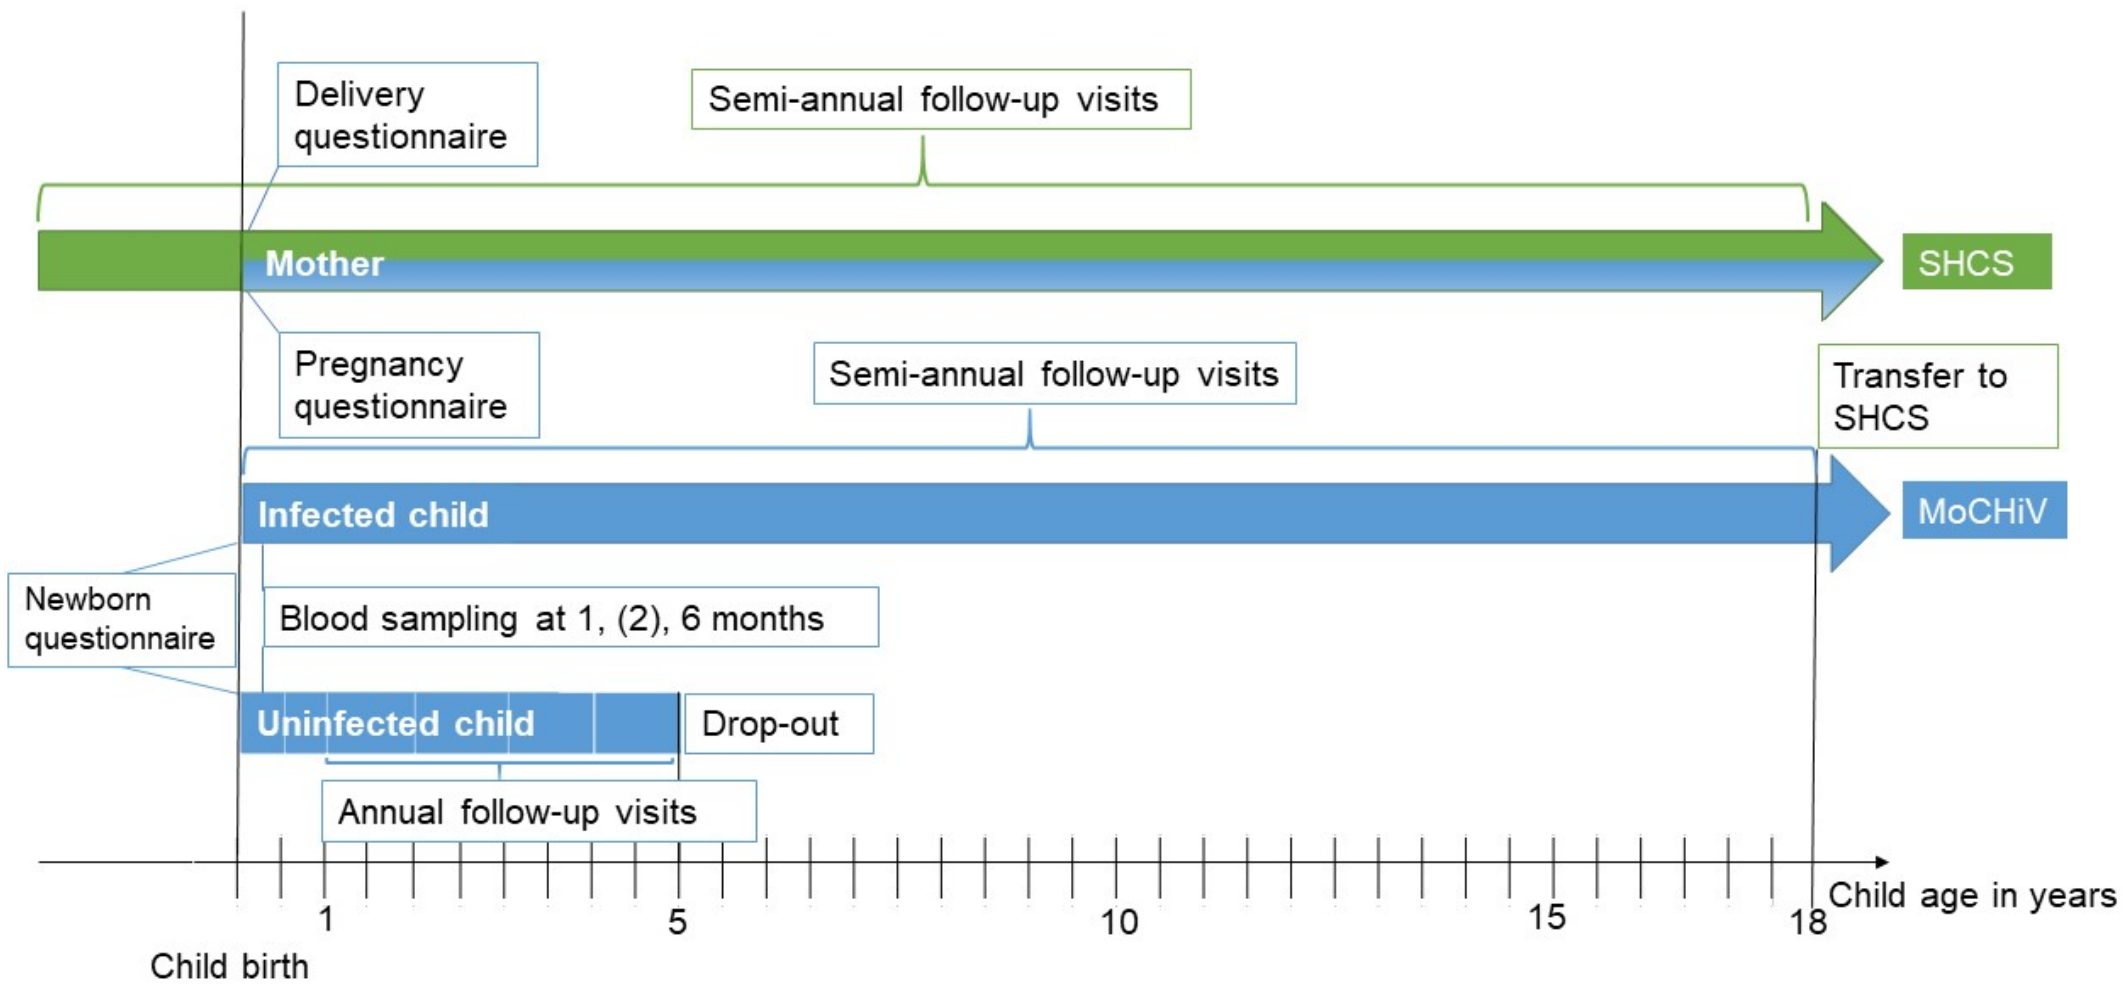 Delivery
questionnaire
Semi-annual follow-up visits
Mother
SHCS
Pregnancy
questionnaire
Semi-annual follow-up visits
Transfer to
SHCS
Infected child
MoCHiV
Newborn
questionnaire
Blood sampling at 1, (2), 6 months
Uninfected child
Drop-out
Annual follow-up visits
1
5
10
15
18
Child age in years
Child birth